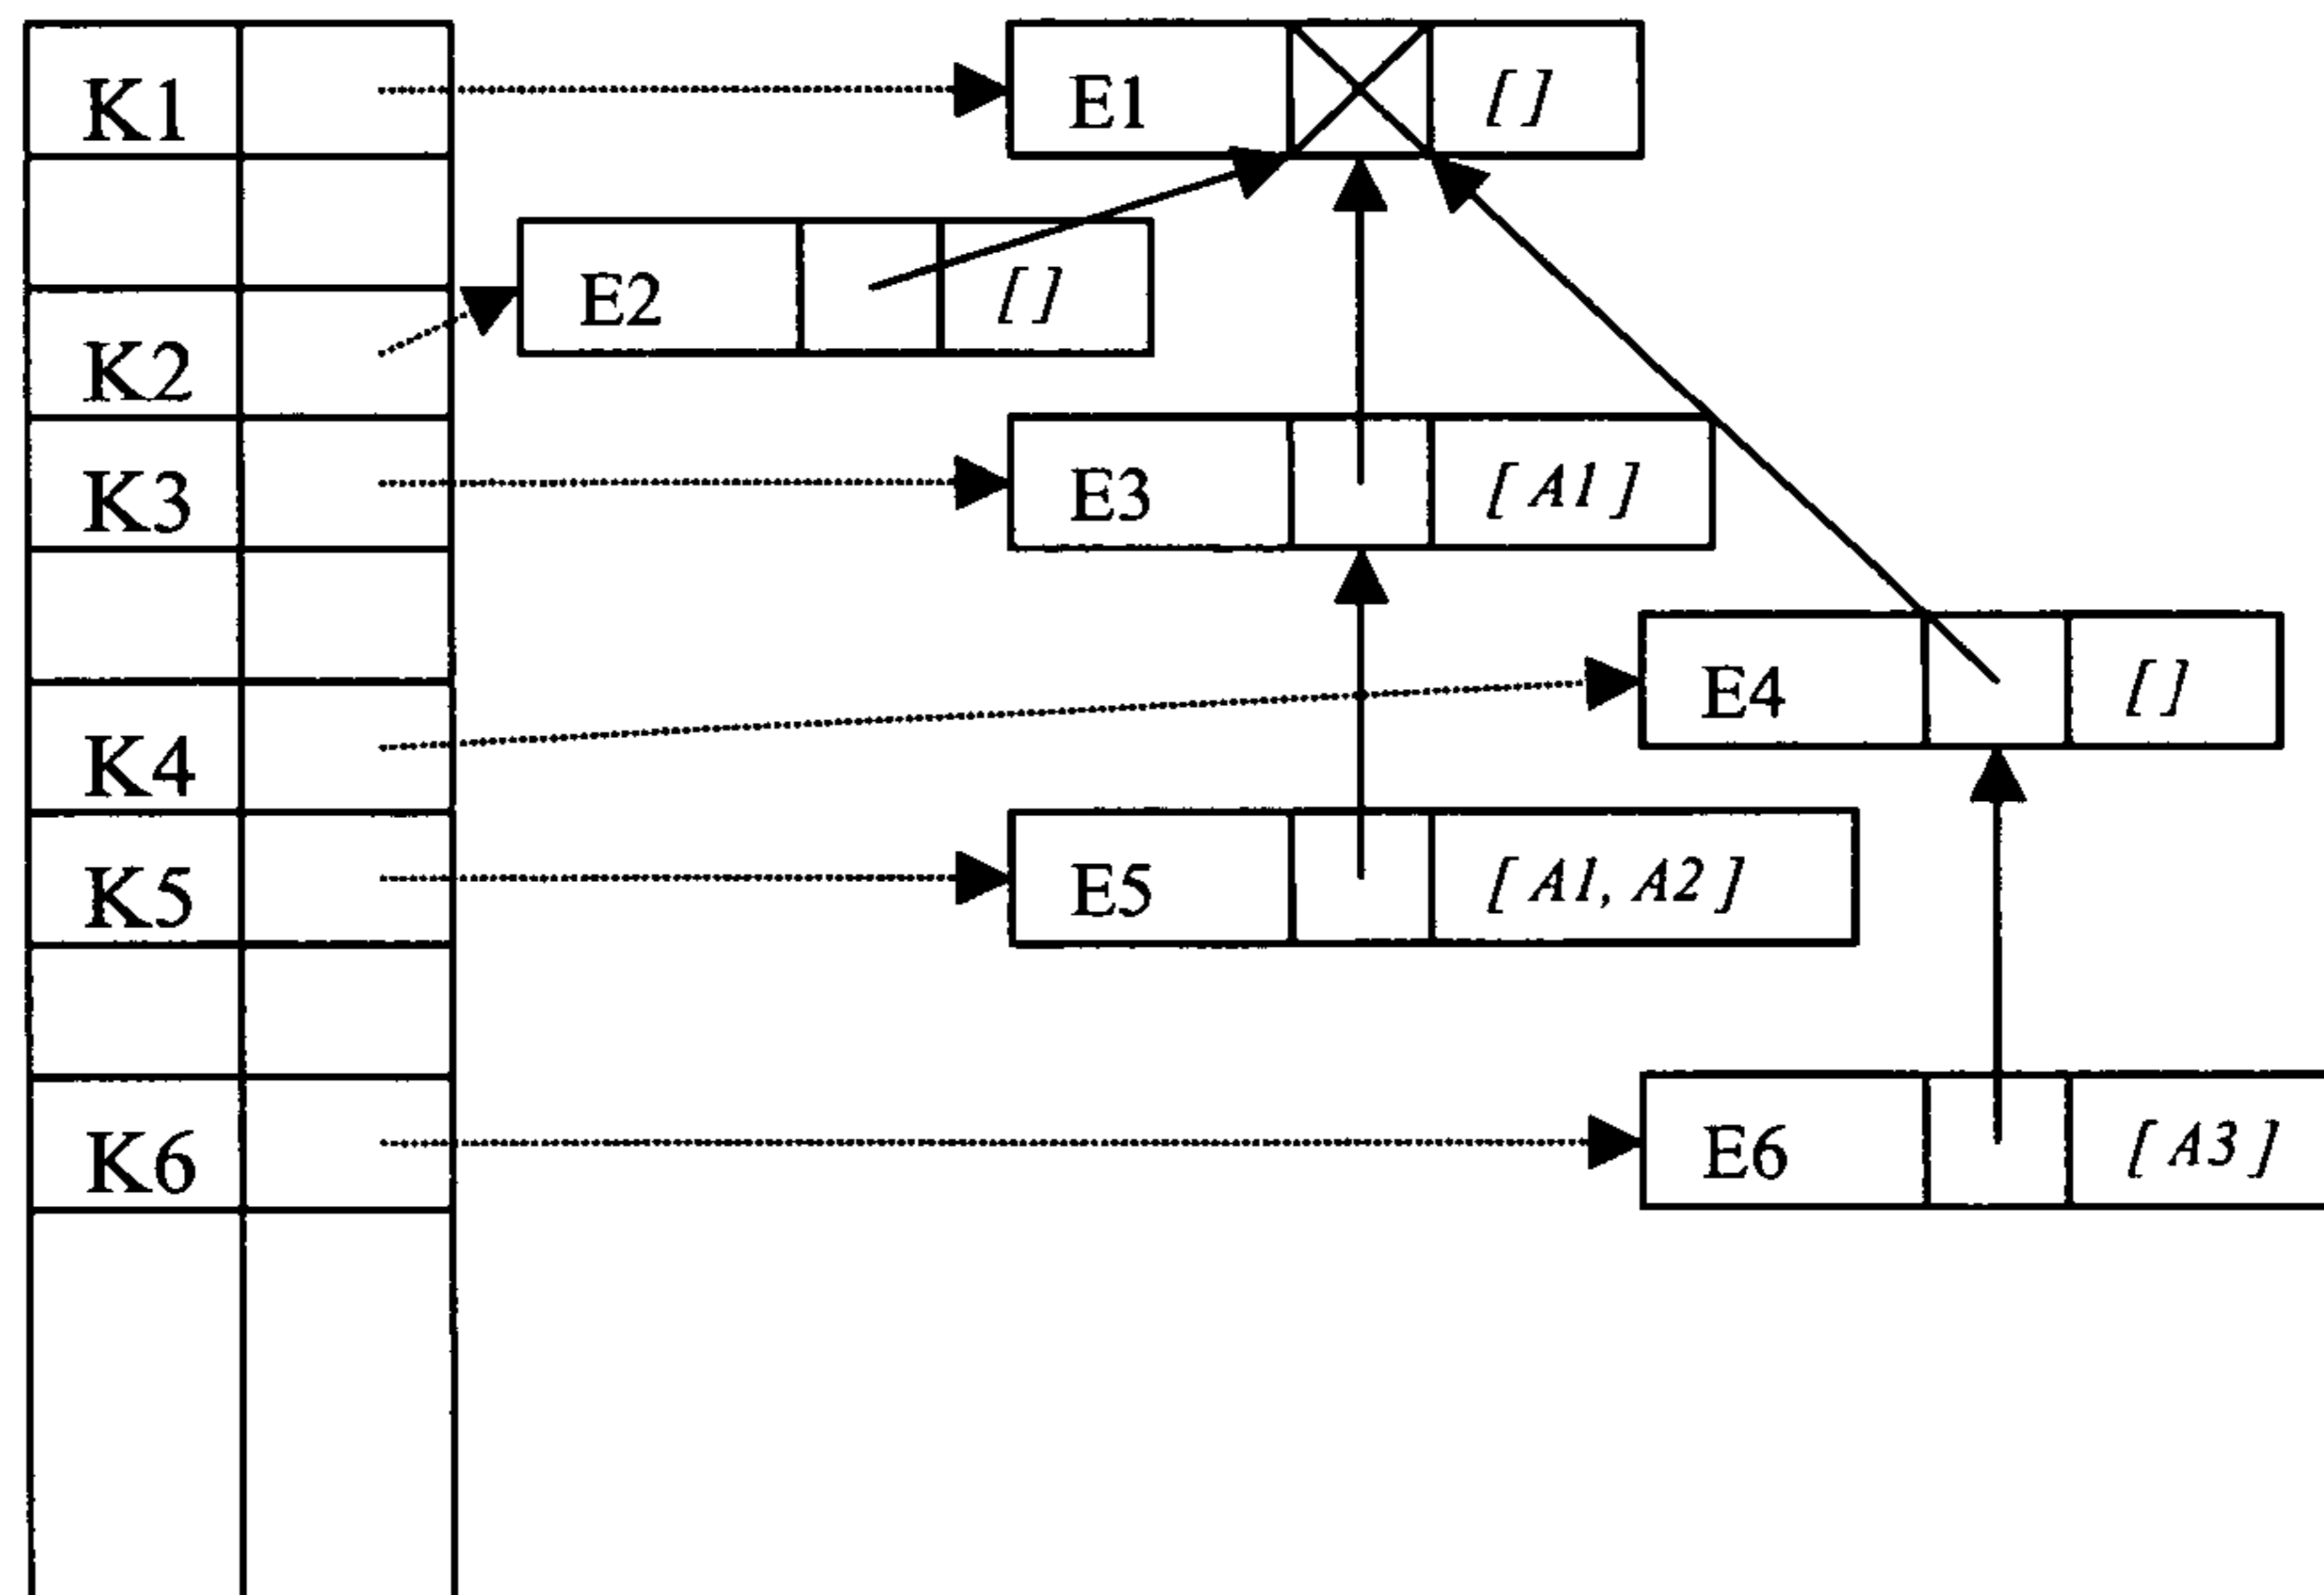 K1 E1 []
K2 E2 []
K3 E3 [ A1 ]
K4 E4 []
K5 E5 [ A1, A2 ]
K6 E6 [ A3 ]